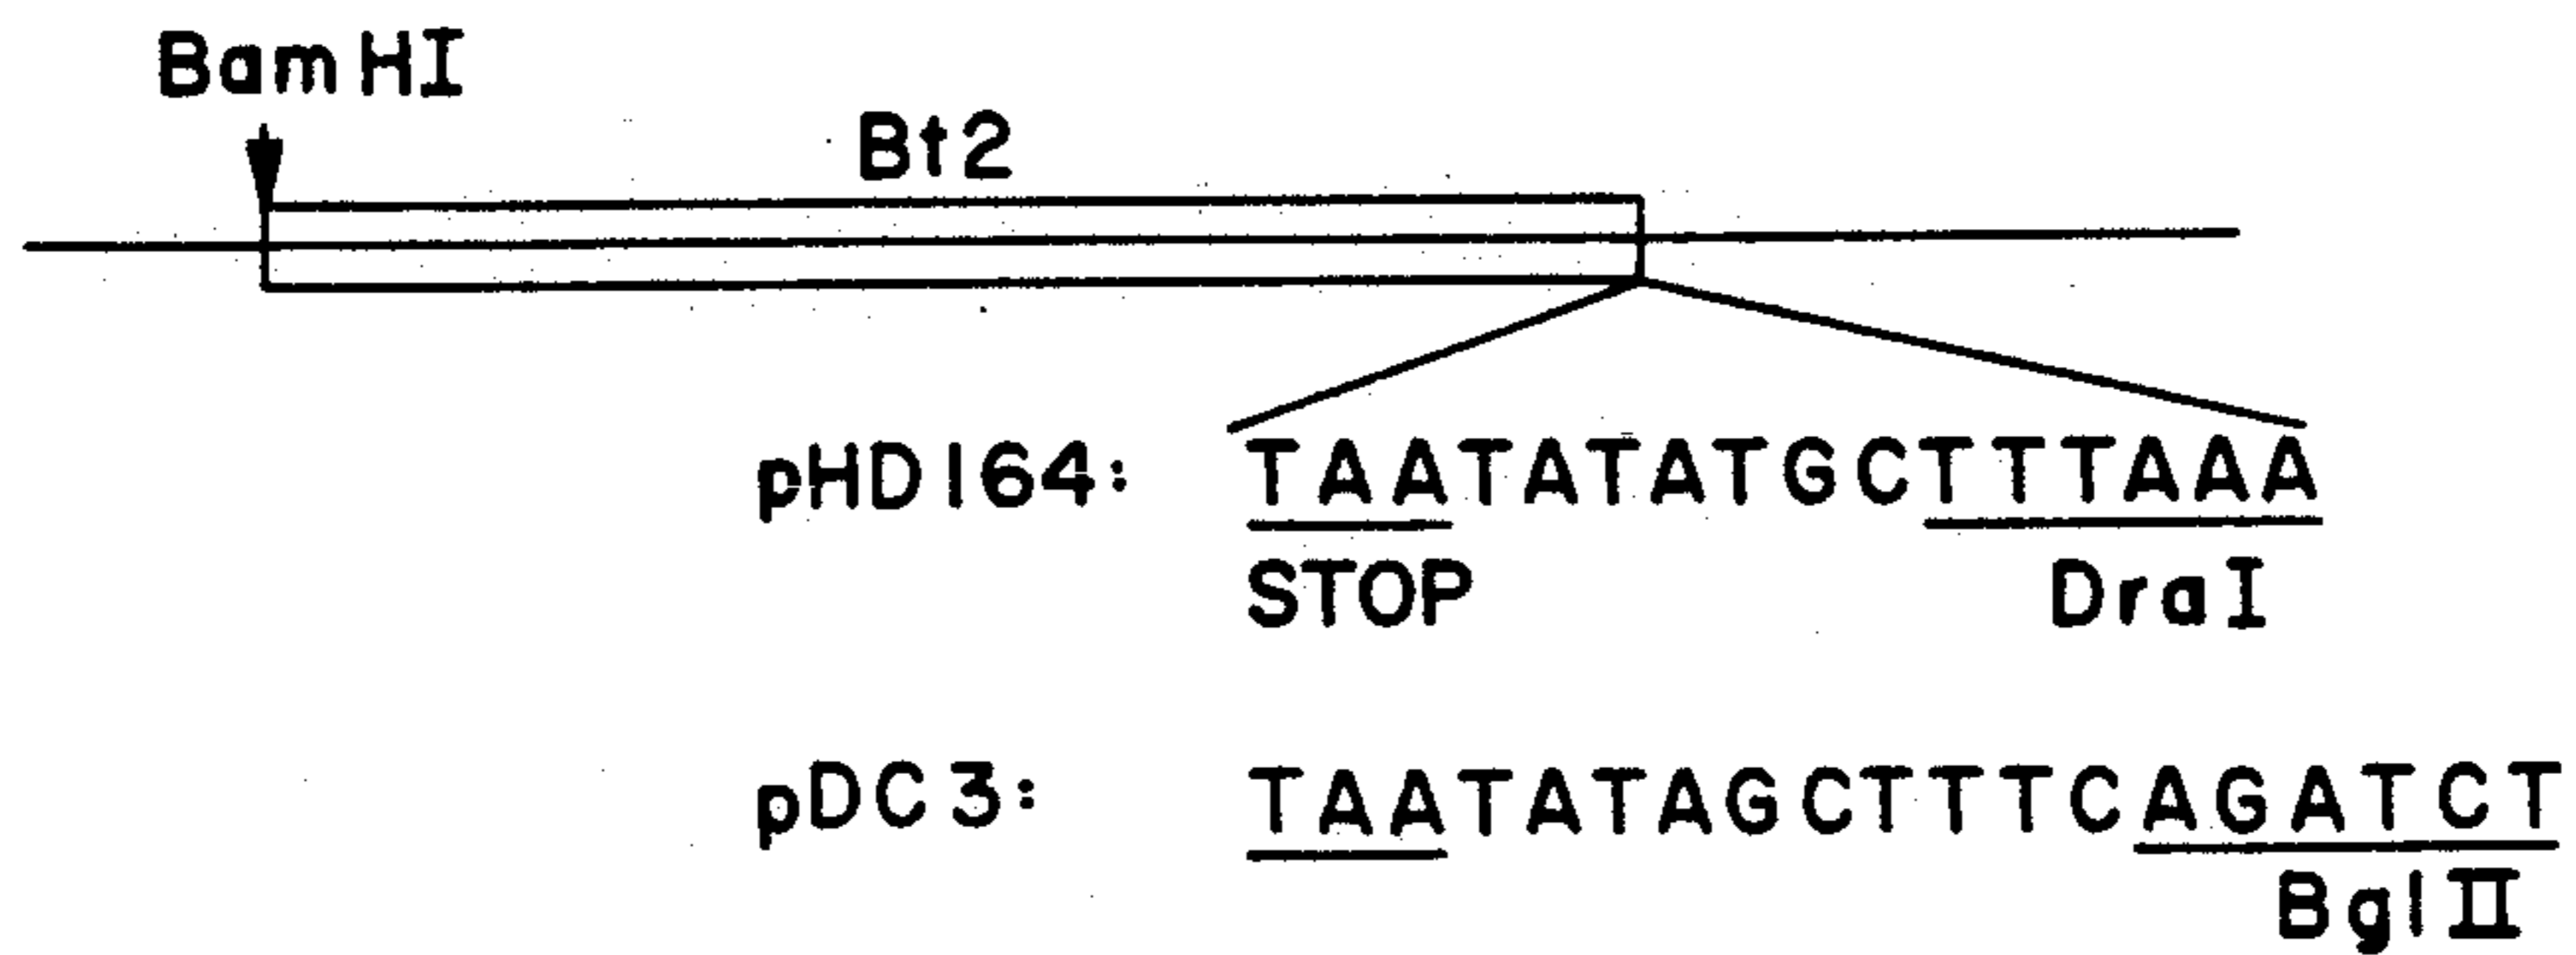 BamHI
Bt2
pHD164: TAATATATGCTTTAAA
STOP DraI
pDC3: TAATATAGCTTTCAGATCT
BglII